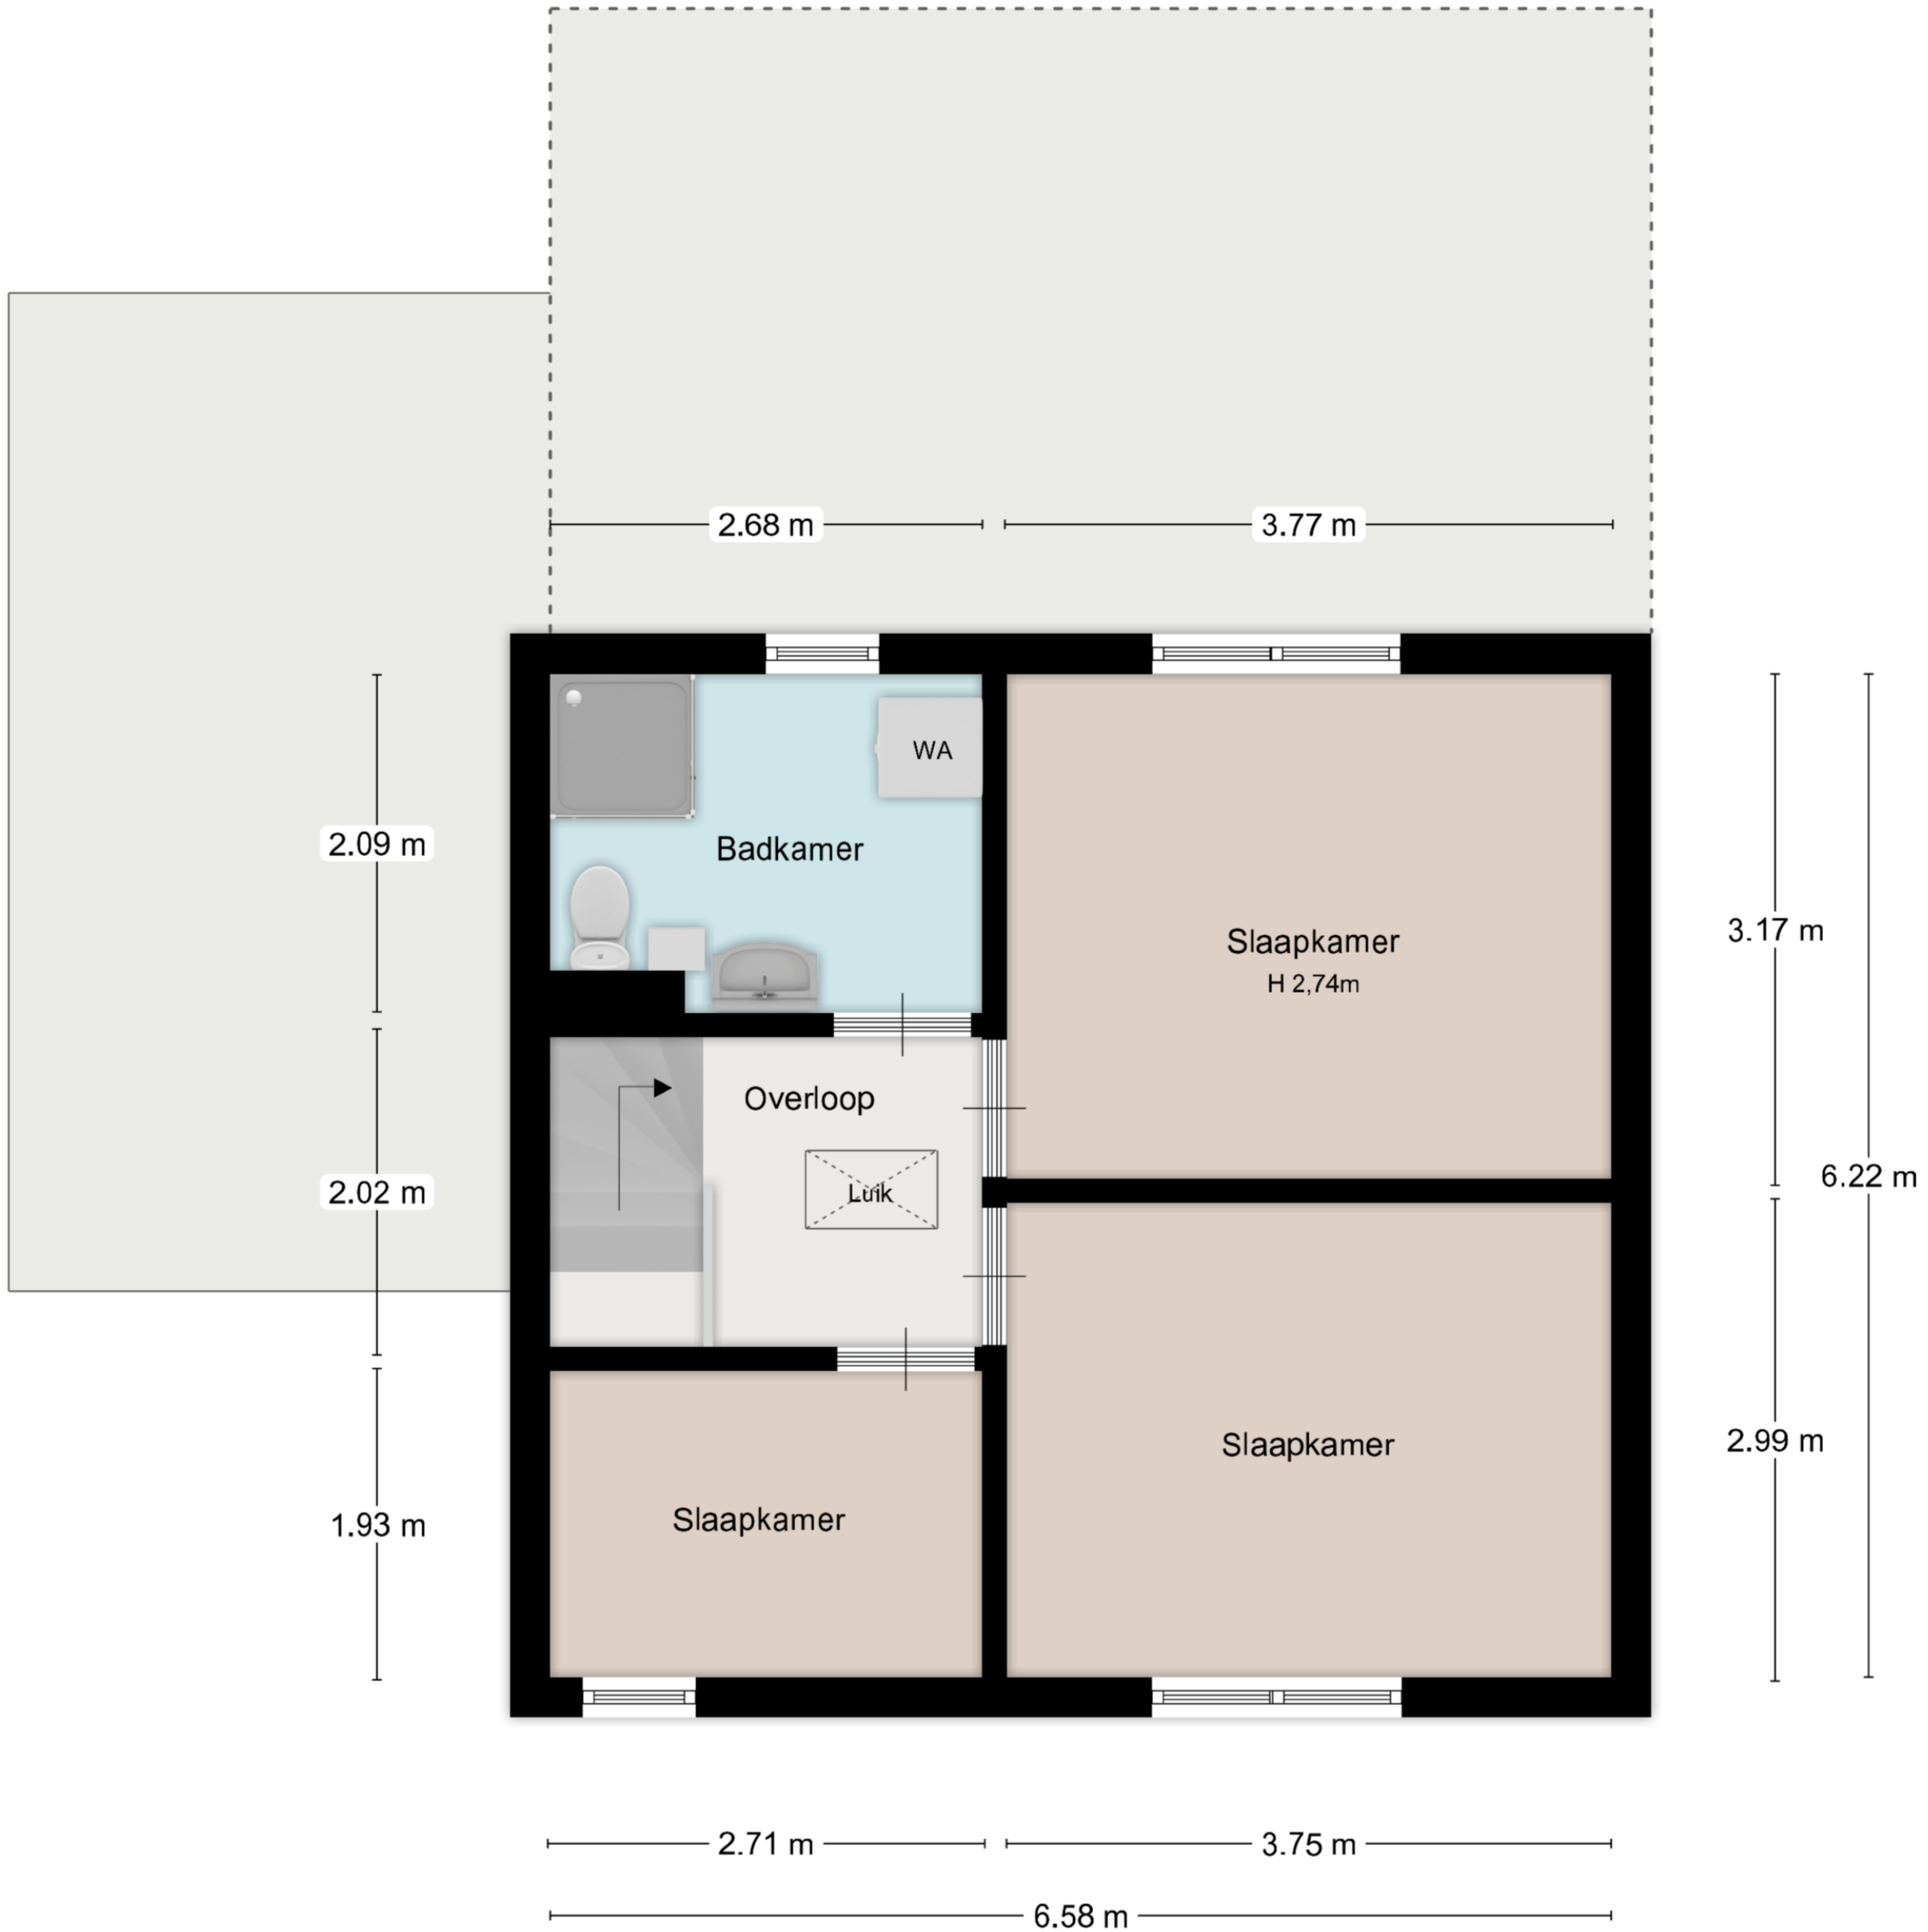 2.68 m
3.77 m
WA
2.09 m
Badkamer
3.17 m
Slaapkamer
H 2,74m
Overloop
6.22 m
2.02 m
Luik
2.99 m
Slaapkamer
1.93 m
Slaapkamer
2.71 m
3.75 m
6.58 m